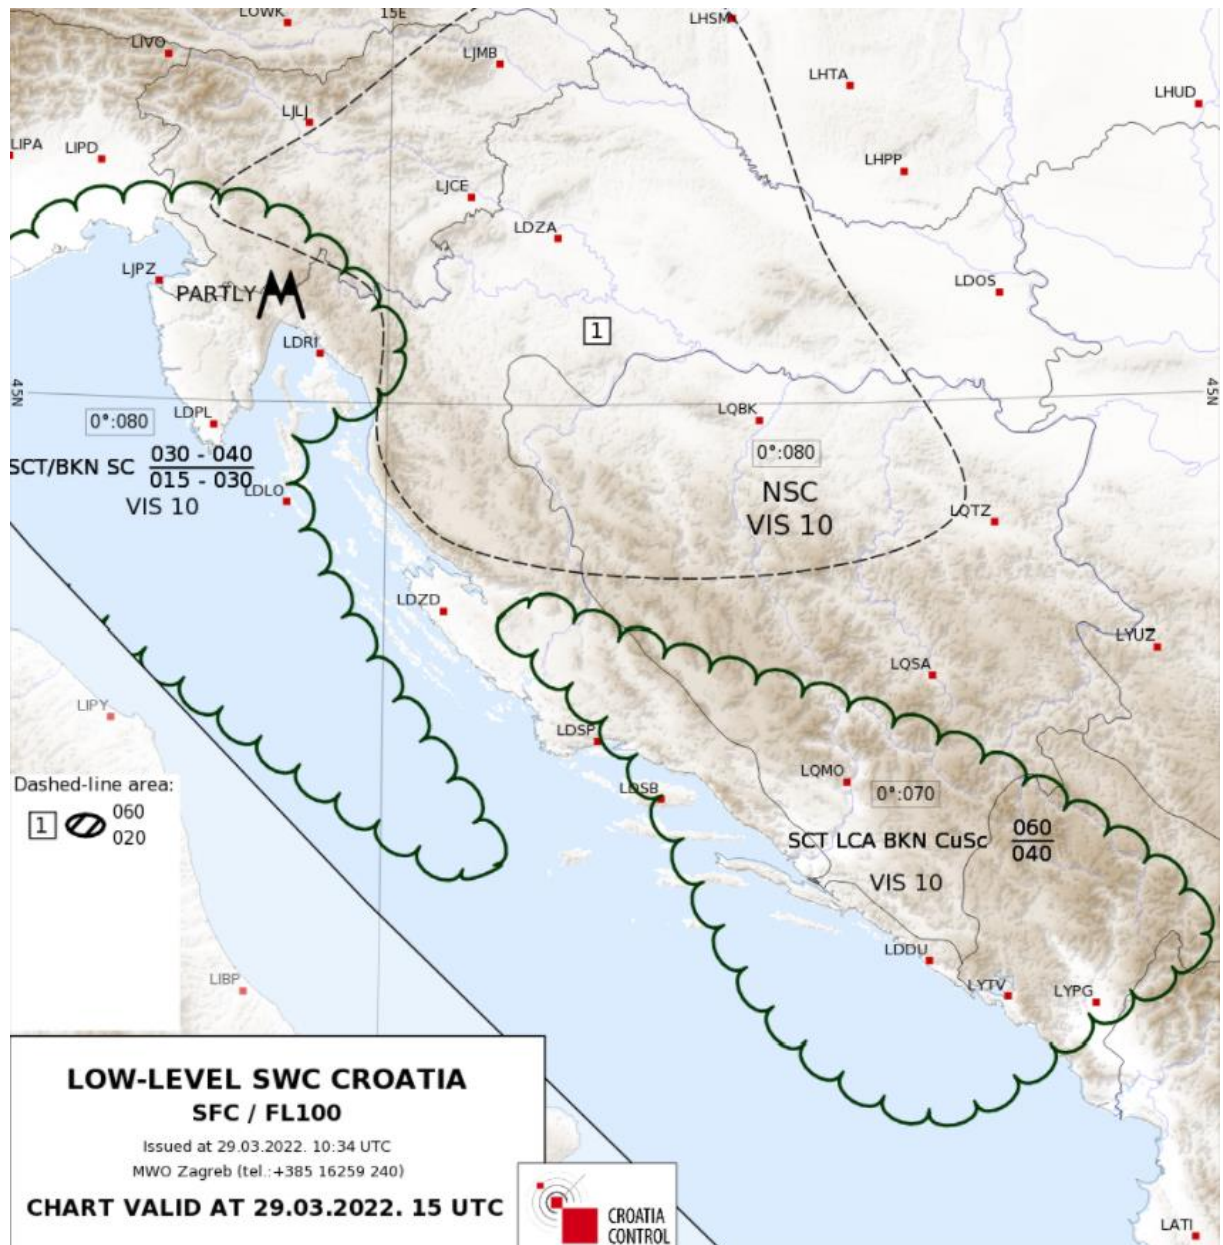 LOWK
15E
LHSM
LIVO
LJMB
LHTA
LHUD
LJLJ
LIPA
LIPD
LHPP
LJCE
LDZA
LJPZ
PARTLY
LDOS
1
LDRI
45N
45N
LDPL
0°:080
LQBK
SCT/BKN SC 030 - 040
015 - 030
VIS 10
LDLO
0°:080
NSC
VIS 10
LQTZ
LDZD
LYUZ
LQSA
LIPY
LDSP
LQMO
LDSB
0°:070
Dashed-line area:
1 060
020
SCT LCA BKN CuSc 060
040
VIS 10
LDDU
LIBP
LYTV
LYPG
LOW-LEVEL SWC CROATIA
SFC / FL100
Issued at 29.03.2022. 10:34 UTC
MWO Zagreb (tel.:+385 16259 240)
CHART VALID AT 29.03.2022. 15 UTC
CROATIA
CONTROL
LATI